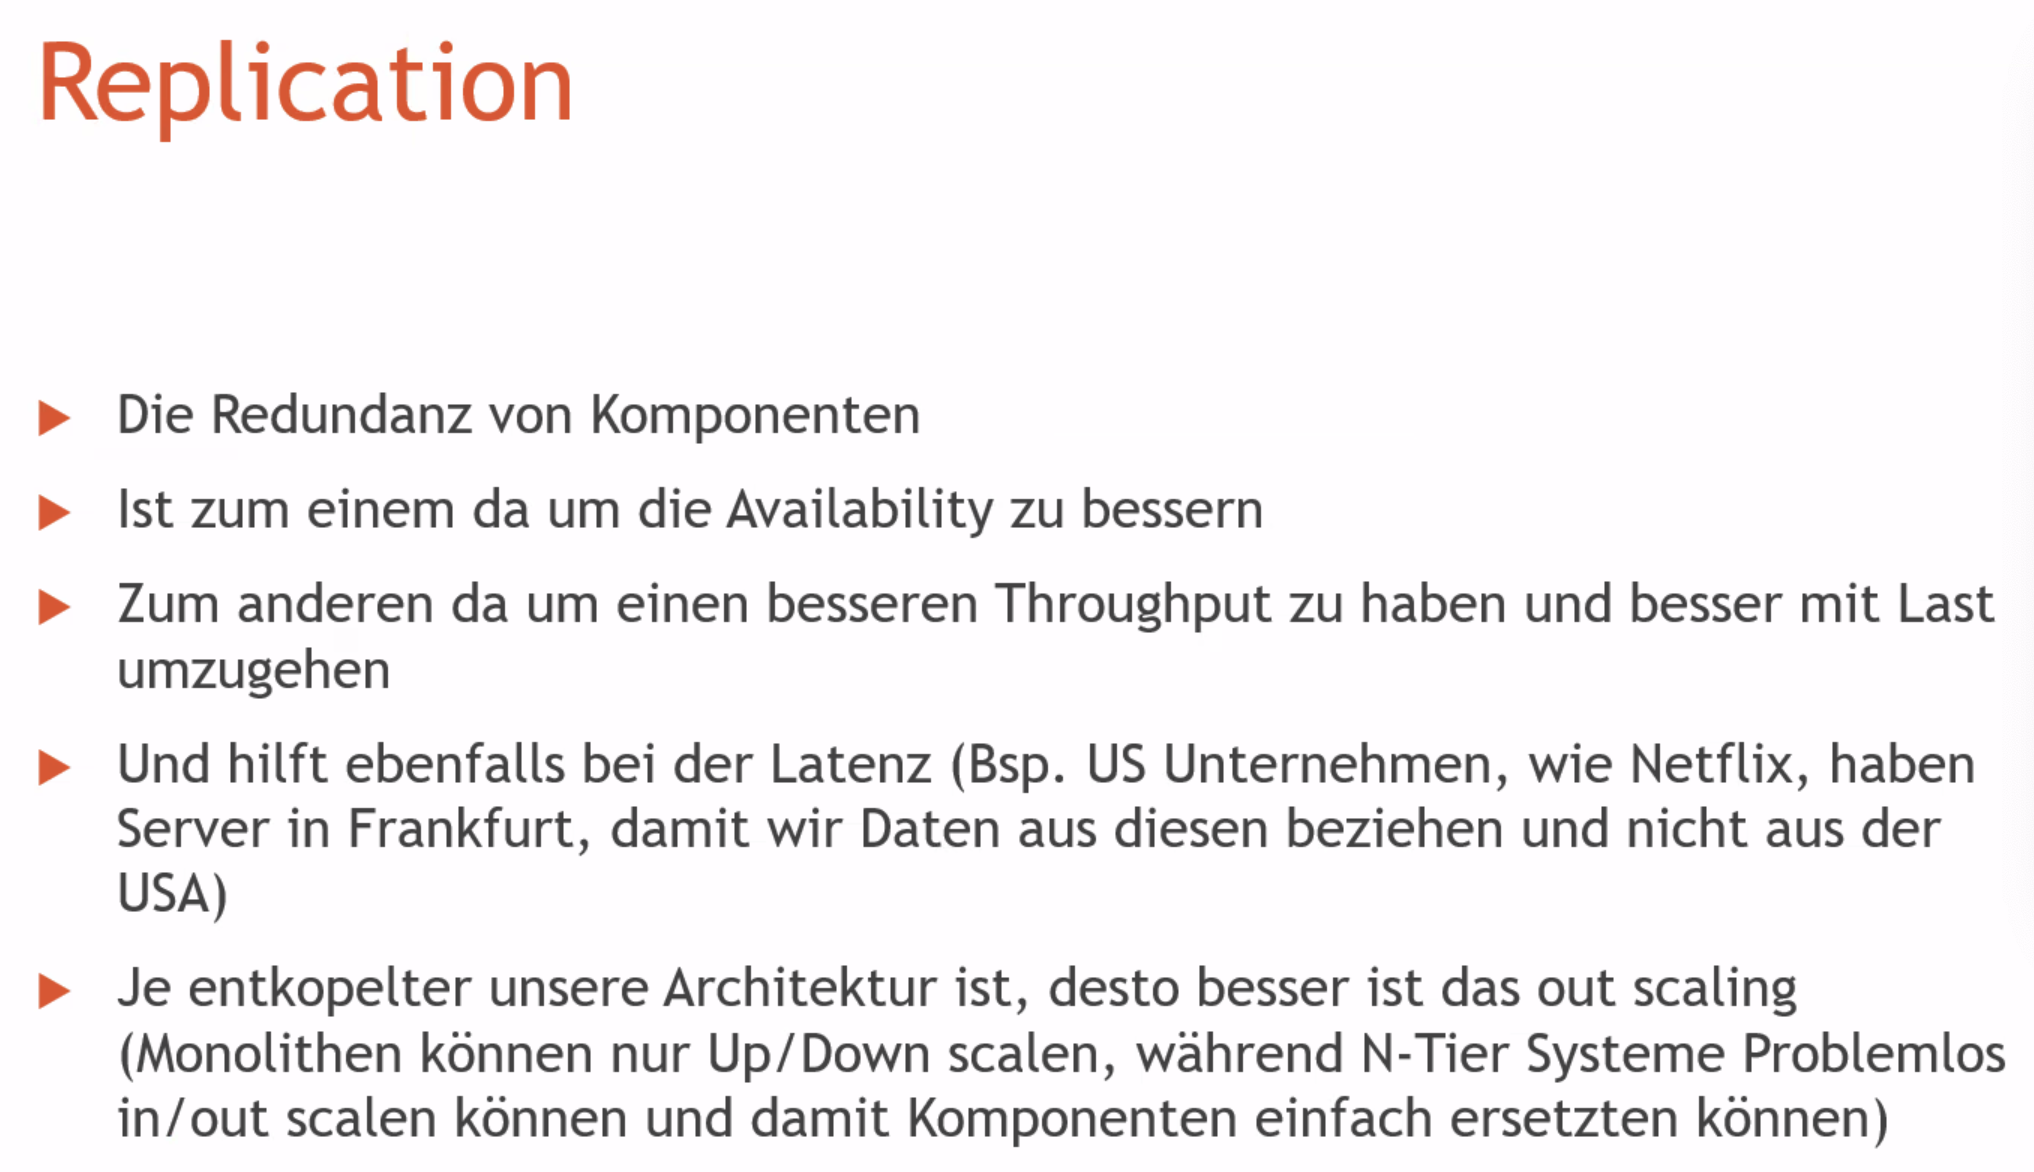 Replication
Die Redundanz von Komponenten
Ist zum einem da um die Availability zu bessern
Zum anderen da um einen besseren Throughput zu haben und besser mit Last
umzugehen
Und hilft ebenfalls bei der Latenz (Bsp. US Unternehmen, wie Netflix, haben
Server in Frankfurt, damit wir Daten aus diesen beziehen und nicht aus der
USA)
Je entkopelter unsere Architektur ist, desto besser ist das out scaling
(Monolithen können nur Up/Down scalen, während N-Tier Systeme Problemlos
in/out scalen können und damit Komponenten einfach ersetzten können)